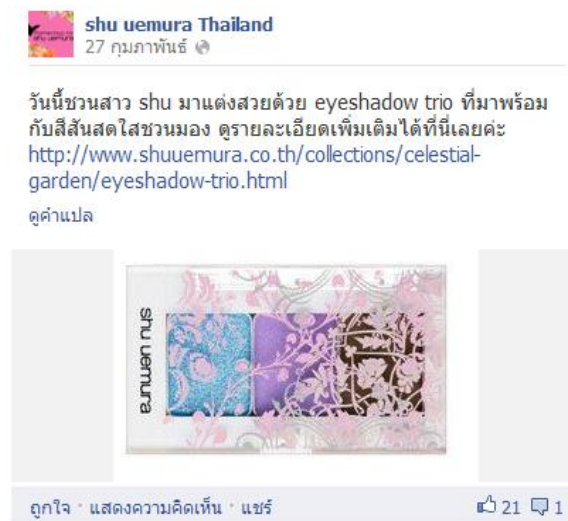 shu uemura Thailand
27 กุมภาพันธ์
วันนี้ชวนสาว shu มาแต่งสวยด้วย eyeshadow trio ที่มาพร้อม
กับสีสันสดใสชวนมอง ดูรายละเอียดเพิ่มเติมได้ที่นี่เลยค่ะ
http://www.shuuemura.co.th/collections/celestial-
garden/eyeshadow-trio.html
ดูคำแปล
shu uemura
ถูกใจ · แสดงความคิดเห็น · แชร์
21 1